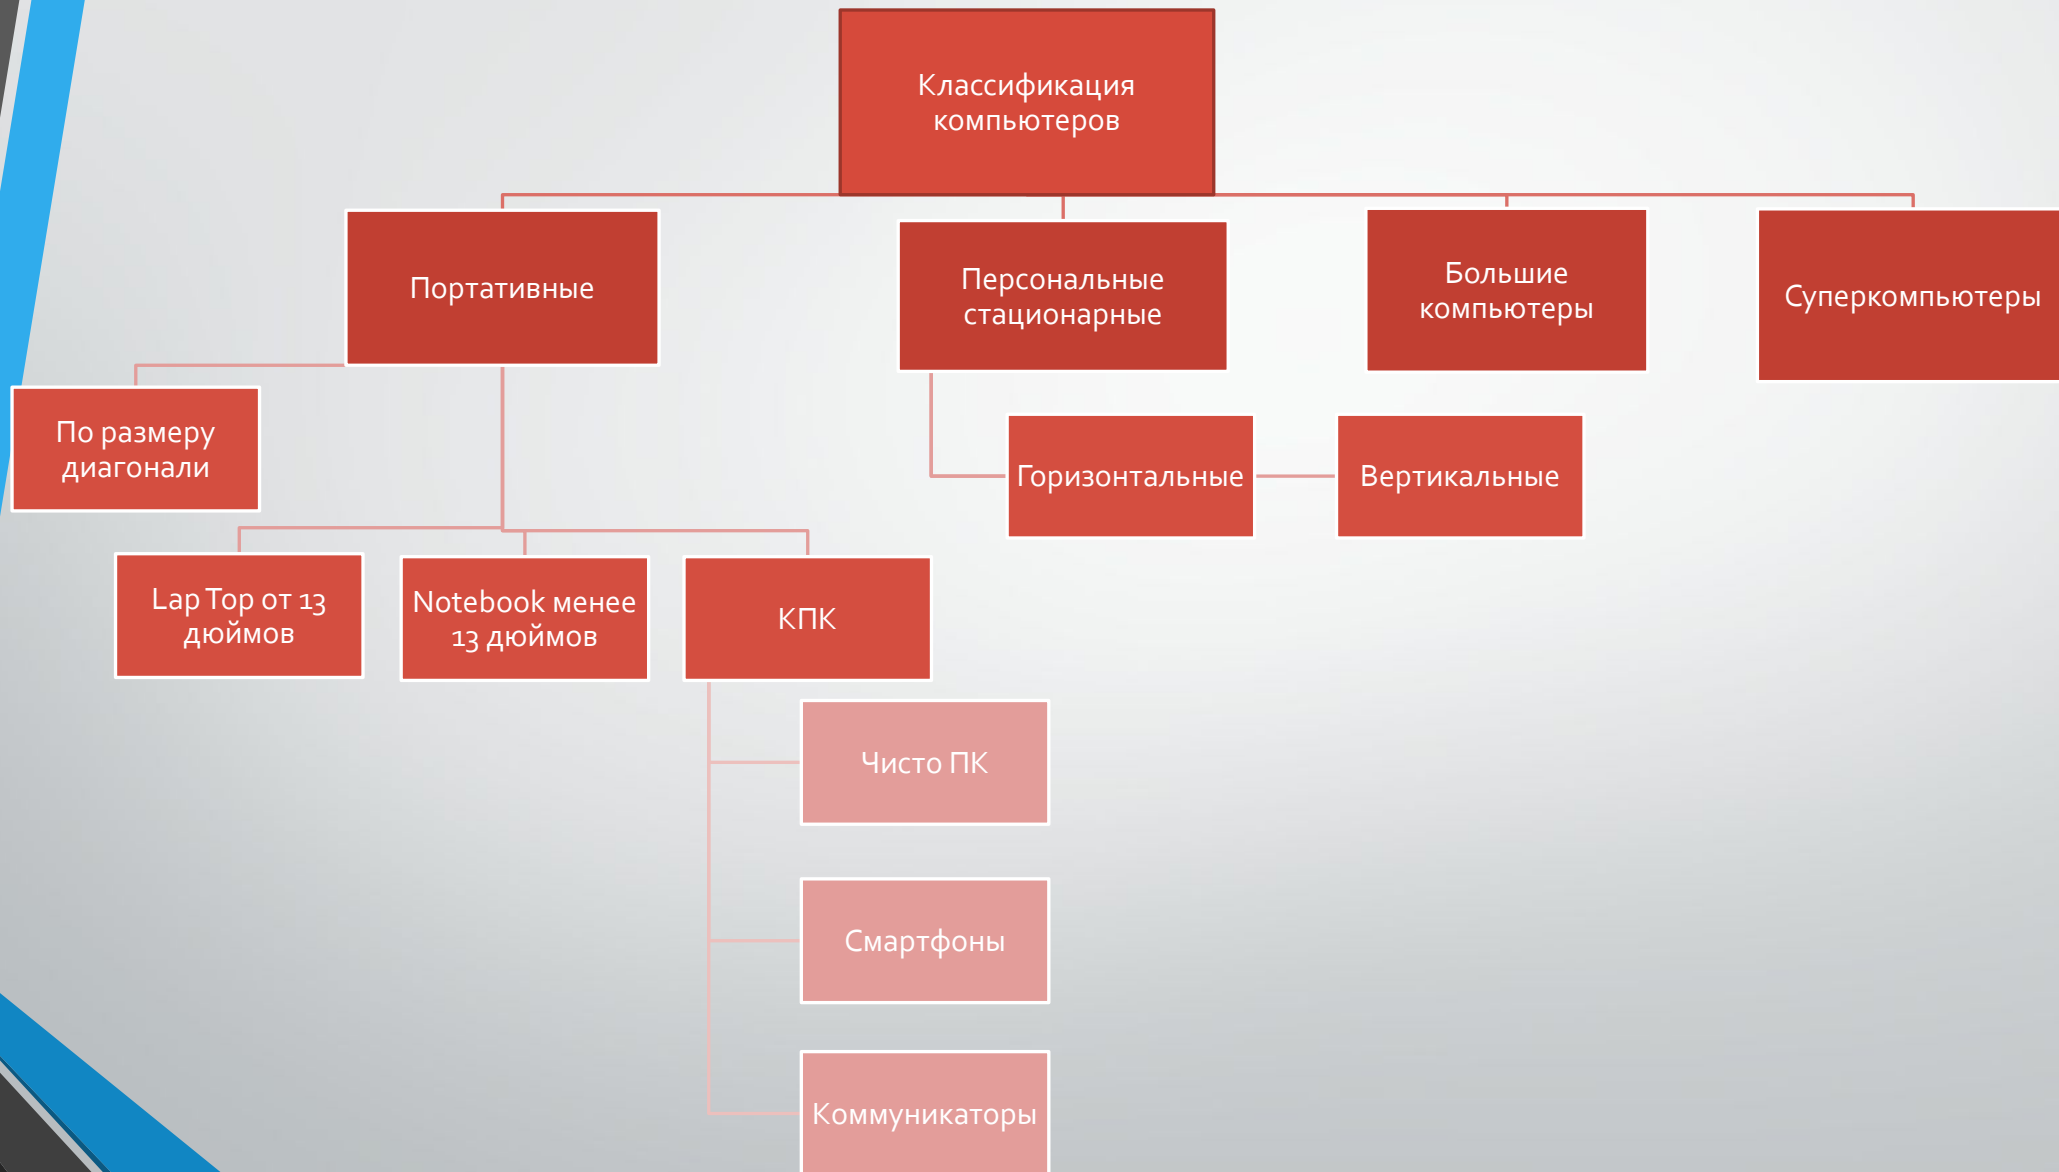 Классификация
компьютеров
Портативные
Персональные
стационарные
Большие
компьютеры
Суперкомпьютеры
По размеру
диагонали
Горизонтальные
Вертикальные
Lap Top от 13
дюймов
Notebook менее
13 дюймов
КПК
Чисто ПК
Смартфоны
Коммуникаторы